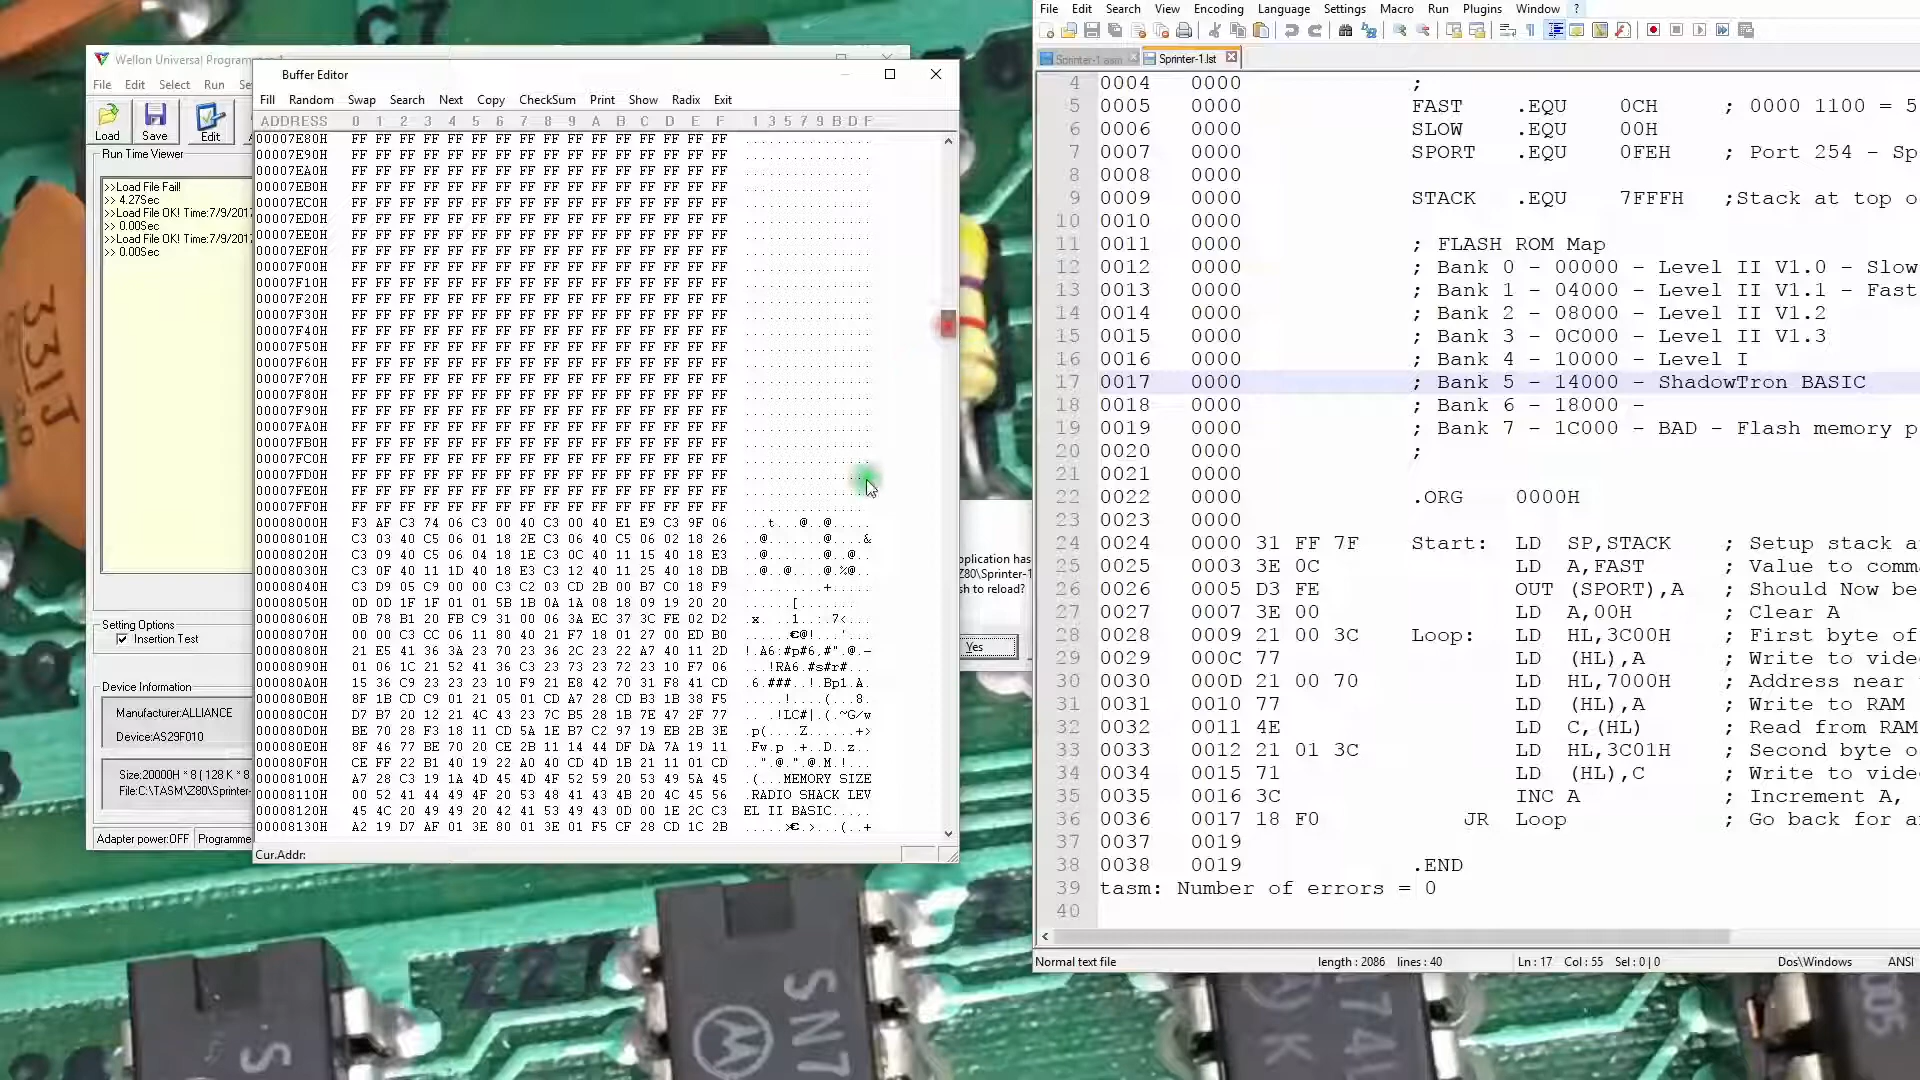 Wellon Universal Programmer
File Edit Select Run
Load Save Edit
Run Time Viewer
>>Load File Fail!
>> 4.27Sec
>>Load File OK! Time:7/9/201
>> 0.00Sec
>>Load File OK! Time:7/9/201
>> 0.00Sec
Setting Options
Insertion Test
Device Information
Manufacturer:ALLIANCE
Device:AS29F010
Size:20000H * 8 ( 128 K * 8
File:C:\TASM\Z80\Sprinter-
Adapter power:OFF Programme
Buffer Editor
Fill Random Swap Search Next Copy CheckSum Print Show Radix Exit
ADDRESS 0 1 2 3 4 5 6 7 8 9 A B C D E F 1 3 5 7 9 B D F
00007E80H FF FF FF FF FF FF FF FF FF FF FF FF FF FF FF FF ................
00007E90H FF FF FF FF FF FF FF FF FF FF FF FF FF FF FF FF ................
00007EA0H FF FF FF FF FF FF FF FF FF FF FF FF FF FF FF FF ................
00007EB0H FF FF FF FF FF FF FF FF FF FF FF FF FF FF FF FF ................
00007EC0H FF FF FF FF FF FF FF FF FF FF FF FF FF FF FF FF ................
00007ED0H FF FF FF FF FF FF FF FF FF FF FF FF FF FF FF FF ................
00007EE0H FF FF FF FF FF FF FF FF FF FF FF FF FF FF FF FF ................
00007EF0H FF FF FF FF FF FF FF FF FF FF FF FF FF FF FF FF ................
00007F00H FF FF FF FF FF FF FF FF FF FF FF FF FF FF FF FF ................
00007F10H FF FF FF FF FF FF FF FF FF FF FF FF FF FF FF FF ................
00007F20H FF FF FF FF FF FF FF FF FF FF FF FF FF FF FF FF ................
00007F30H FF FF FF FF FF FF FF FF FF FF FF FF FF FF FF FF ................
00007F40H FF FF FF FF FF FF FF FF FF FF FF FF FF FF FF FF ................
00007F50H FF FF FF FF FF FF FF FF FF FF FF FF FF FF FF FF ................
00007F60H FF FF FF FF FF FF FF FF FF FF FF FF FF FF FF FF ................
00007F70H FF FF FF FF FF FF FF FF FF FF FF FF FF FF FF FF ................
00007F80H FF FF FF FF FF FF FF FF FF FF FF FF FF FF FF FF ................
00007F90H FF FF FF FF FF FF FF FF FF FF FF FF FF FF FF FF ................
00007FA0H FF FF FF FF FF FF FF FF FF FF FF FF FF FF FF FF ................
00007FB0H FF FF FF FF FF FF FF FF FF FF FF FF FF FF FF FF ................
00007FC0H FF FF FF FF FF FF FF FF FF FF FF FF FF FF FF FF ................
00007FD0H FF FF FF FF FF FF FF FF FF FF FF FF FF FF FF FF ................
00007FE0H FF FF FF FF FF FF FF FF FF FF FF FF FF FF FF FF ................
00007FF0H FF FF FF FF FF FF FF FF FF FF FF FF FF FF FF FF ................
00008000H F3 AF C3 74 06 C3 00 40 C3 00 40 E1 E9 C3 9F 06 ...t...@..@.....
00008010H C3 03 40 C5 06 01 18 2E C3 06 40 C5 06 02 18 26 ..@.......@....&
00008020H C3 09 40 C5 06 04 18 1E C3 0C 40 11 15 40 18 E3 ..@.......@..@..
00008030H C3 0F 40 11 1D 40 18 E3 C3 12 40 11 25 40 18 DB ..@..@....@.%@..
00008040H C3 D9 05 C9 00 00 C3 C2 03 CD 2B 00 B7 C0 18 F9 ..........+.....
00008050H 0D 0D 1F 1F 01 01 5B 1B 0A 1A 08 18 09 19 20 20 ......[.......
00008060H 0B 78 B1 20 FB C9 31 00 06 3A EC 37 3C FE 02 D2 .x. ..1..:.7<...
00008070H 00 00 C3 CC 06 11 80 40 21 F7 18 01 27 00 ED B0 .....€@!...'...
00008080H 21 E5 41 36 3A 23 70 23 36 2C 23 22 A7 40 11 2D !.A6:#p#6,#".@.-
00008090H 01 06 1C 21 52 41 36 C3 23 73 23 72 23 10 F7 06 ...!RA6.#s#r#...
000080A0H 15 36 C9 23 23 23 10 F9 21 E8 42 70 31 F8 41 CD .6.###..!.Bp1.A.
000080B0H 8F 1B CD C9 01 21 05 01 CD A7 28 CD B3 1B 38 F5 .....!....(...8.
000080C0H D7 B7 20 12 21 4C 43 23 7C B5 28 1B 7E 47 2F 77 .. .!LC#|.(.~G/w
000080D0H BE 70 28 F3 18 11 CD 5A 1E B7 C2 97 19 EB 2B 3E .p(....Z......+>
000080E0H 8F 46 77 BE 70 20 CE 2B 11 14 44 DF DA 7A 19 11 .Fw.p .+..D..z..
000080F0H CE FF 22 B1 40 19 22 A0 40 CD 4D 1B 21 11 01 CD ..".@.".@.M.!...
00008100H A7 28 C3 19 1A 4D 45 4D 4F 52 59 20 53 49 5A 45 .(...MEMORY SIZE
00008110H 00 52 41 44 49 4F 20 53 48 41 43 4B 20 4C 45 56 .RADIO SHACK LEV
00008120H 45 4C 20 49 49 20 42 41 53 49 43 0D 00 1E 2C C3 EL II BASIC...,.
00008130H A2 19 D7 AF 01 3E 80 01 3E 01 F5 CF 28 CD 1C 2B .....>€.>...(..+
Cur.Addr:
pplication has
Z80\Sprinter-1
sh to reload?
Yes
File Edit Search View Encoding Language Settings Macro Run Plugins Window ?
Sprinter-1.asm Sprinter-1.lst
4 0004 0000 ;
5 0005 0000 FAST .EQU 0CH ; 0000 1100 = 5
6 0006 0000 SLOW .EQU 00H
7 0007 0000 SPORT .EQU 0FEH ; Port 254 - Sp
8 0008 0000
9 0009 0000 STACK .EQU 7FFFH ;Stack at top o
10 0010 0000
11 0011 0000 ; FLASH ROM Map
12 0012 0000 ; Bank 0 - 00000 - Level II V1.0 - Slow
13 0013 0000 ; Bank 1 - 04000 - Level II V1.1 - Fast
14 0014 0000 ; Bank 2 - 08000 - Level II V1.2
15 0015 0000 ; Bank 3 - 0C000 - Level II V1.3
16 0016 0000 ; Bank 4 - 10000 - Level I
17 0017 0000 ; Bank 5 - 14000 - ShadowTron BASIC
18 0018 0000 ; Bank 6 - 18000 -
19 0019 0000 ; Bank 7 - 1C000 - BAD - Flash memory p
20 0020 0000 ;
21 0021 0000
22 0022 0000 .ORG 0000H
23 0023 0000
24 0024 0000 31 FF 7F Start: LD SP,STACK ; Setup stack a
25 0025 0003 3E 0C LD A,FAST ; Value to comma
26 0026 0005 D3 FE OUT (SPORT),A ; Should Now be
27 0027 0007 3E 00 LD A,00H ; Clear A
28 0028 0009 21 00 3C Loop: LD HL,3C00H ; First byte of
29 0029 000C 77 LD (HL),A ; Write to vide
30 0030 000D 21 00 70 LD HL,7000H ; Address near
31 0031 0010 77 LD (HL),A ; Write to RAM
32 0032 0011 4E LD C,(HL) ; Read from RAM
33 0033 0012 21 01 3C LD HL,3C01H ; Second byte o
34 0034 0015 71 LD (HL),C ; Write to vide
35 0035 0016 3C INC A ; Increment A,
36 0036 0017 18 F0 JR Loop ; Go back for a
37 0037 0019
38 0038 0019 .END
39 tasm: Number of errors = 0
40
Normal text file length : 2086 lines : 40 Ln : 17 Col : 55 Sel : 0 | 0 Dos\Windows ANSI
331J
SN7
S
K
74L
005